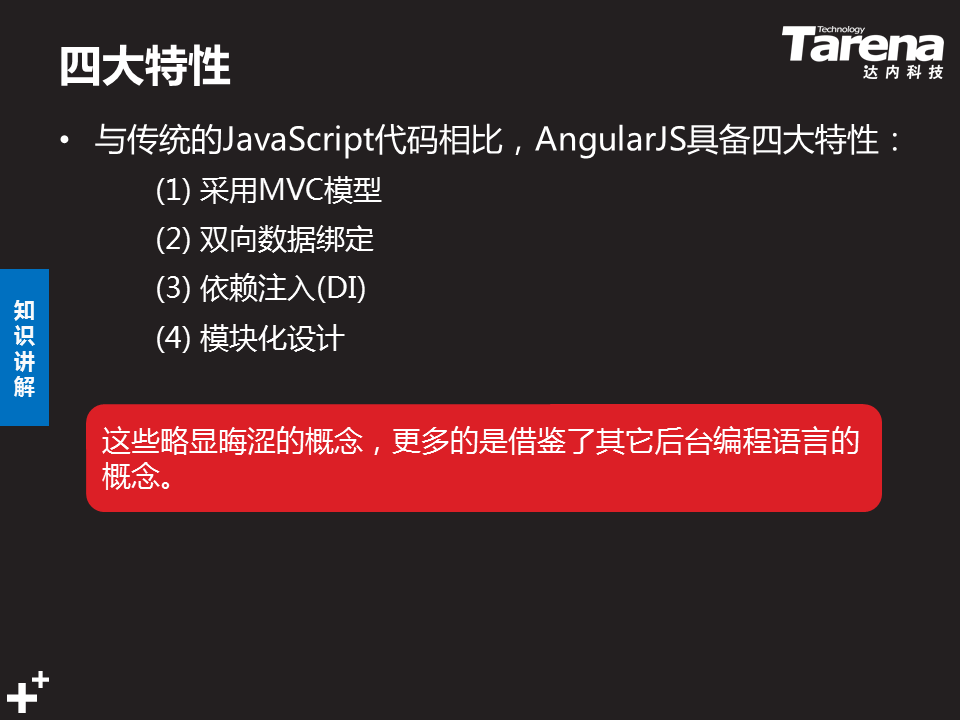 四大特性
Technology
Tarena
达内科技
• 与传统的JavaScript代码相比，AngularJS具备四大特性：
(1) 采用MVC模型
(2) 双向数据绑定
(3) 依赖注入(DI)
(4) 模块化设计
知
识
讲
解
这些略显晦涩的概念，更多的是借鉴了其它后台编程语言的
概念。